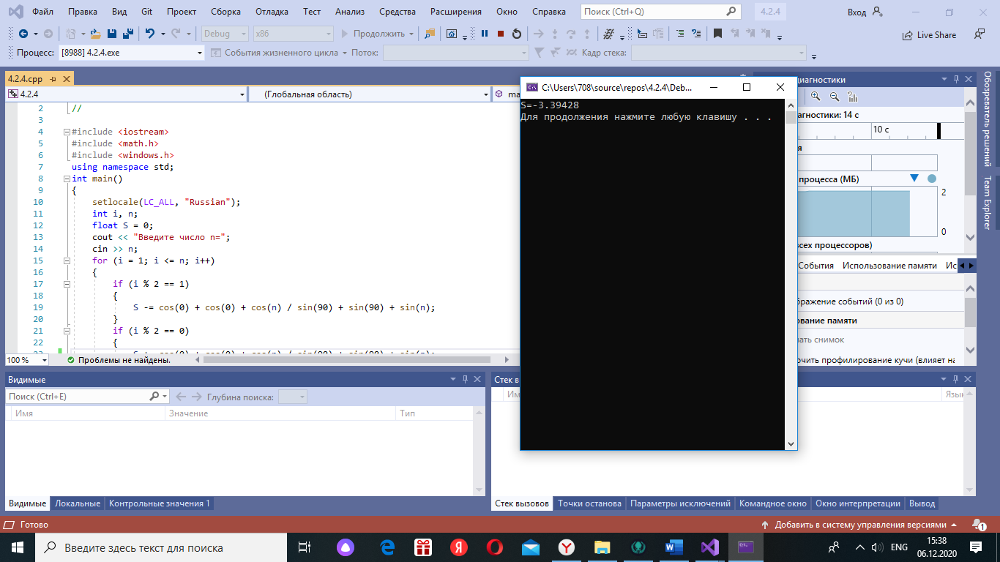 Файл Правка Вид Git Проект Сборка Отладка Тест Анализ Средства Расширения Окно Справка Поиск (Ctrl+Q) 4.2.4 Вход
Debug x86 Продолжить Live Share
Процесс: [8988] 4.2.4.exe События жизненного цикла Поток: Кадр стека:
4.2.4.cpp
4.2.4 (Глобальная область)
2 //
3
4 #include <iostream>
5 #include <math.h>
6 #include <windows.h>
7 using namespace std;
8 int main()
9 {
10 setlocale(LC_ALL, "Russian");
11 int i, n;
12 float S = 0;
13 cout << "Введите число n=";
14 cin >> n;
15 for (i = 1; i <= n; i++)
16 {
17 if (i % 2 == 1)
18 {
19 S -= cos(0) + cos(0) + cos(n) / sin(90) + sin(90) + sin(n);
20 }
21 if (i % 2 == 0)
22 {
100 % Проблемы не найдены.
C:\Users\708\source\repos\4.2.4\Deb...
S=-3.39428
Для продолжения нажмите любую клавишу . . .
агностики: 14 с
10 с
процесса (МБ)
2
0
всех процессоров)
События Использование памяти Ис
бражение событий (0 из 0)
ование памяти
ать снимок
ючить профилирование кучи (влияет на
Обозреватель решений
Team Explorer
Видимые
Поиск (Ctrl+E) Глубина поиска:
Имя Значение Тип
Стек в
Им Язык
Видимые Локальные Контрольные значения 1
Стек вызовов Точки останова Параметры исключений Командное окно Окно интерпретации Вывод
Готово Добавить в систему управления версиями 1
Введите здесь текст для поиска ENG 15:38
06.12.2020